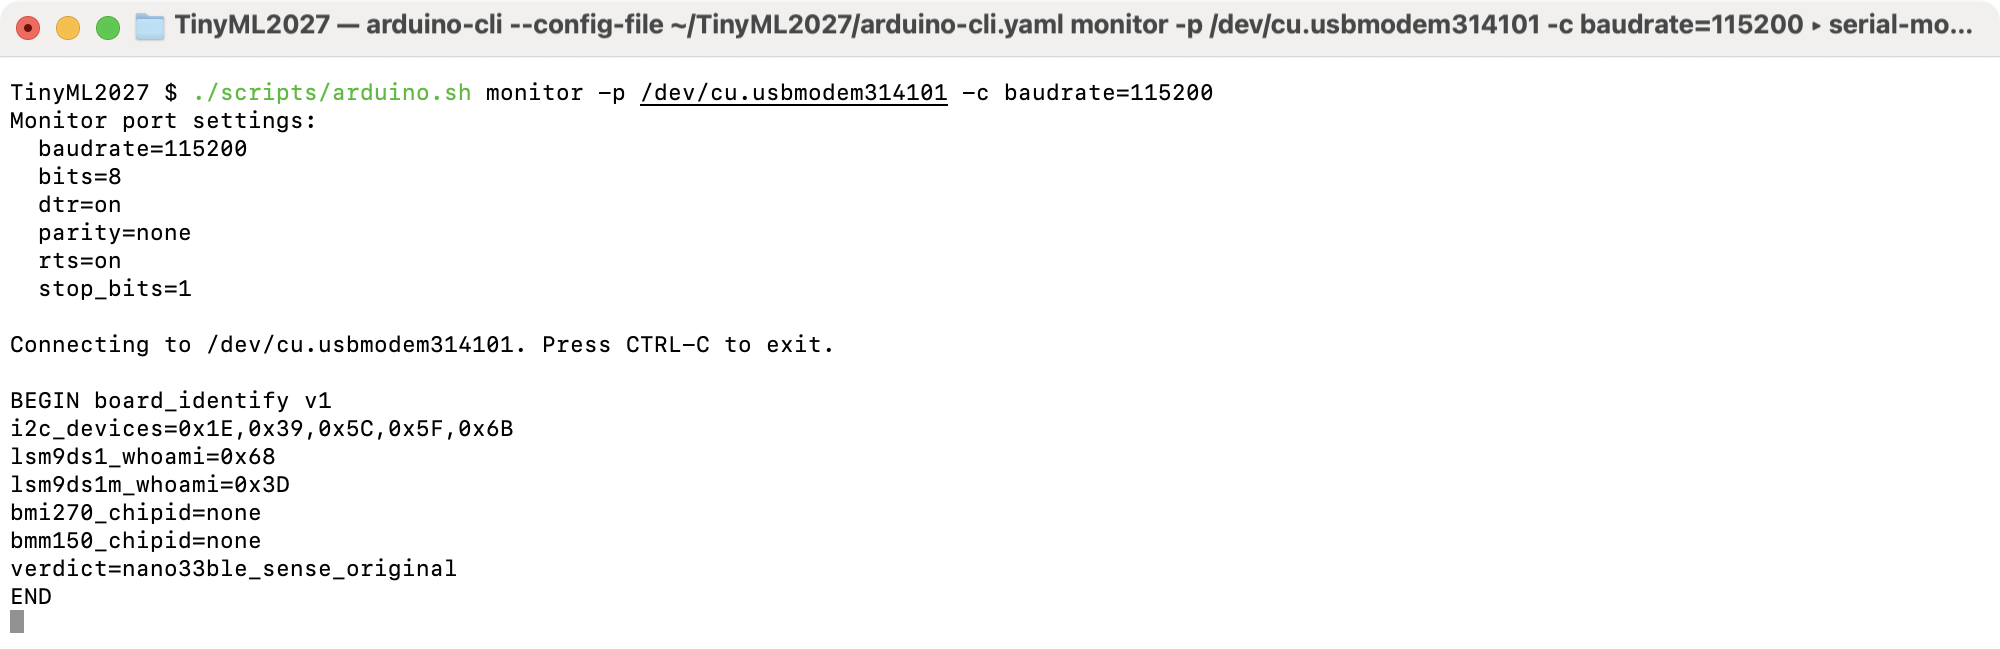 TinyML2027 — arduino-cli --config-file ~/TinyML2027/arduino-cli.yaml monitor -p /dev/cu.usbmodem314101 -c baudrate=115200 ▸ serial-mo...
TinyML2027 $ ./scripts/arduino.sh monitor -p /dev/cu.usbmodem314101 -c baudrate=115200
Monitor port settings:
  baudrate=115200
  bits=8
  dtr=on
  parity=none
  rts=on
  stop_bits=1

Connecting to /dev/cu.usbmodem314101. Press CTRL-C to exit.

BEGIN board_identify v1
i2c_devices=0x1E,0x39,0x5C,0x5F,0x6B
lsm9ds1_whoami=0x68
lsm9ds1m_whoami=0x3D
bmi270_chipid=none
bmm150_chipid=none
verdict=nano33ble_sense_original
END